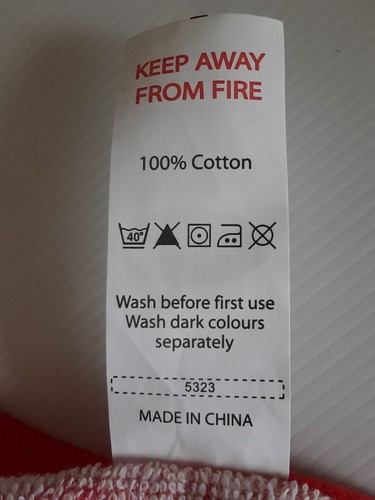 KEEP AWAY
FROM FIRE
100% Cotton
40°
Wash before first use
Wash dark colours
separately
5323
MADE IN CHINA